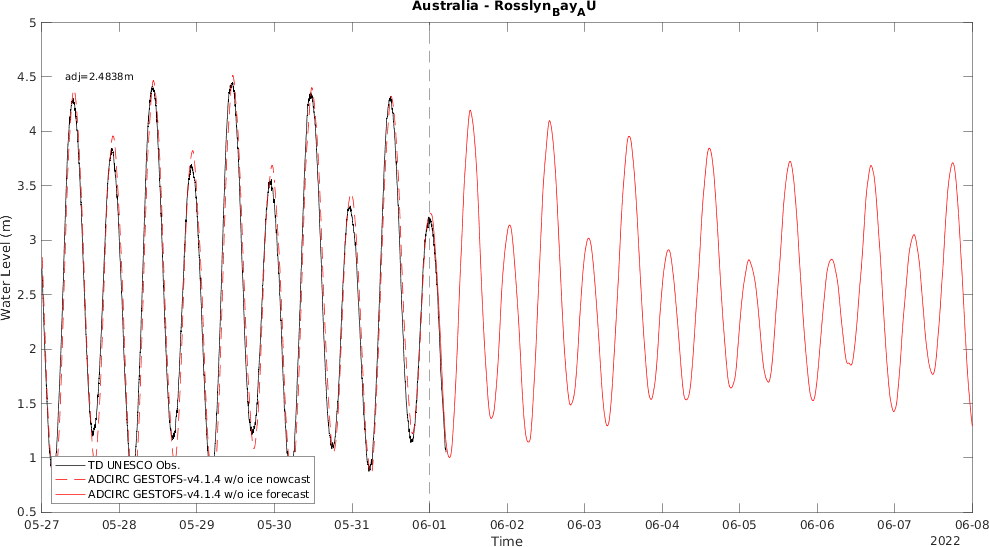 Australia - Rosslyn_Bay_AU
5
4.5
4
3.5
3
2.5
2
1.5
1
0.5
Water Level (m)
adj=2.4838m
TD UNESCO Obs.
ADCIRC GESTOFS-v4.1.4 w/o ice nowcast
ADCIRC GESTOFS-v4.1.4 w/o ice forecast
05-27 05-28 05-29 05-30 05-31 06-01 06-02 06-03 06-04 06-05 06-06 06-07 06-08
Time
2022